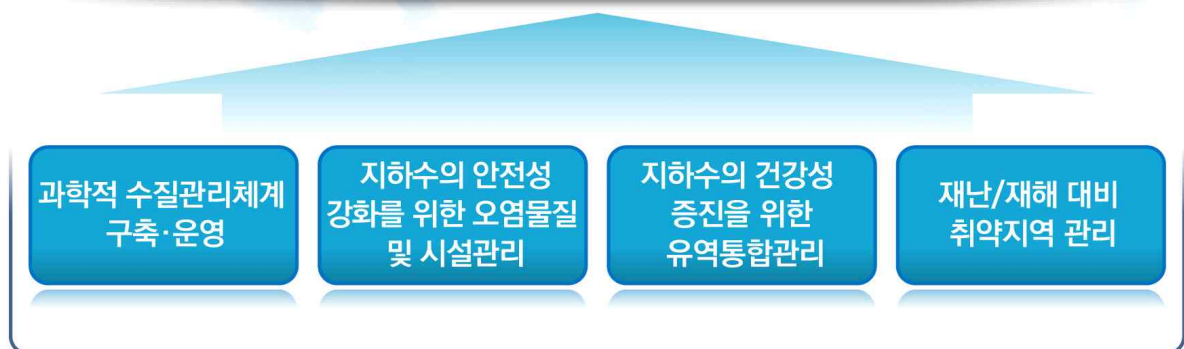 과학적 수질관리체계
구축·운영
지하수의 안전성
강화를 위한 오염물질
및 시설관리
지하수의 건강성
증진을 위한
유역통합관리
재난/재해 대비
취약지역 관리